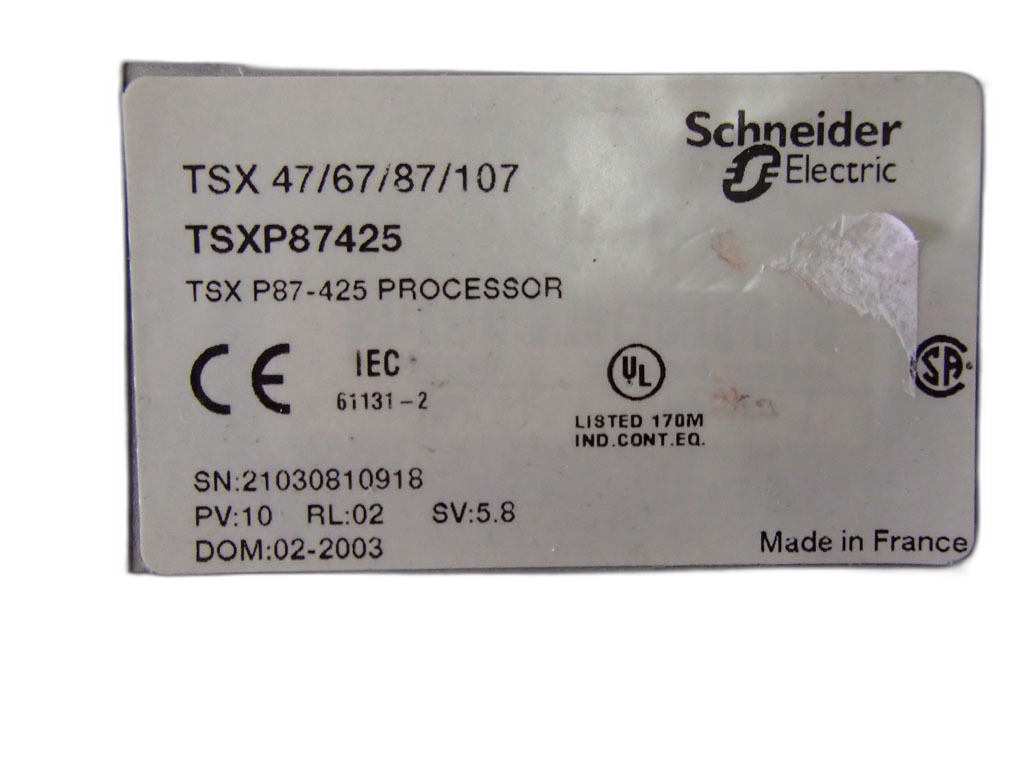 Schneider
Electric
TSX 47/67/87/107
TSXP87425
TSX P87-425 PROCESSOR
CE
IEC
61131-2
UL
SA
LISTED 170M
IND.CONT.EQ.
SN:21030810918
PV:10 RL:02 SV:5.8
DOM:02-2003
Made in France